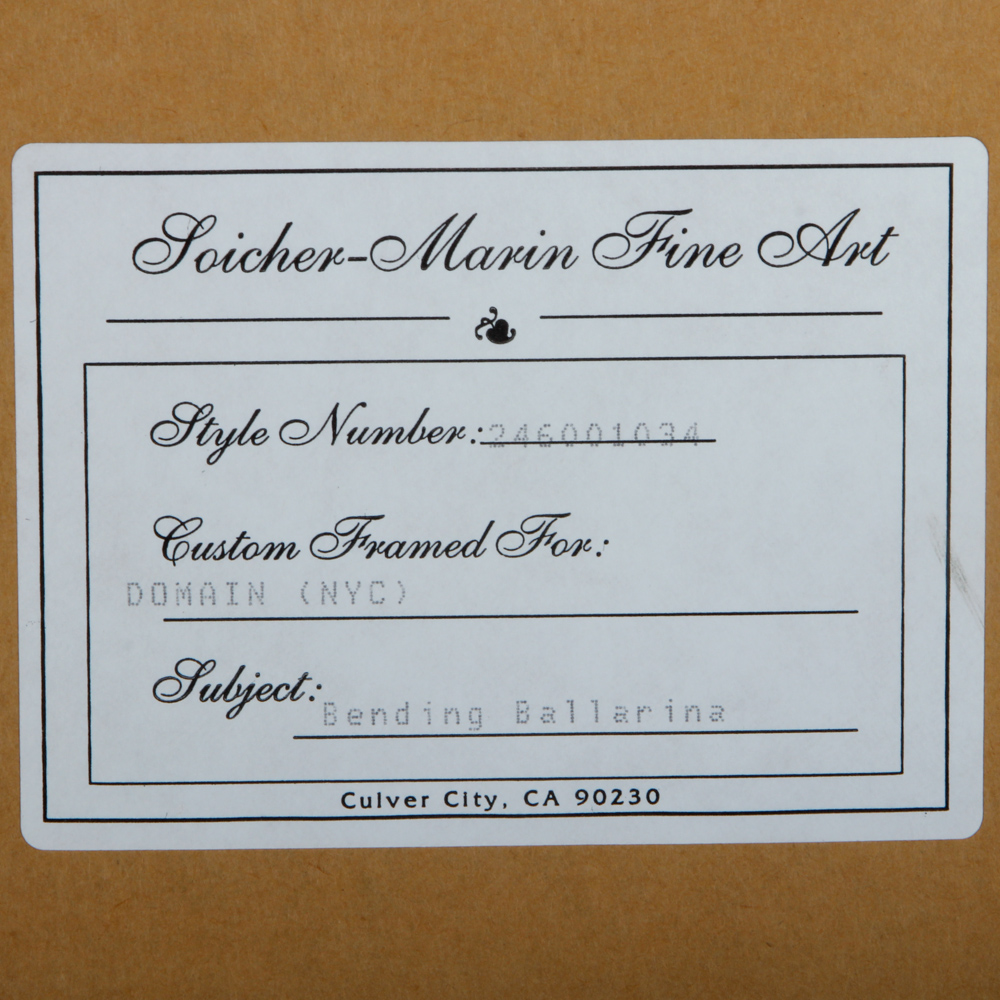 Soicher-Marin Fine Art
Style Number: 246001034
Custom Framed For:
DOMAIN (NYC)
Subject: Bending Ballarina
Culver City, CA 90230